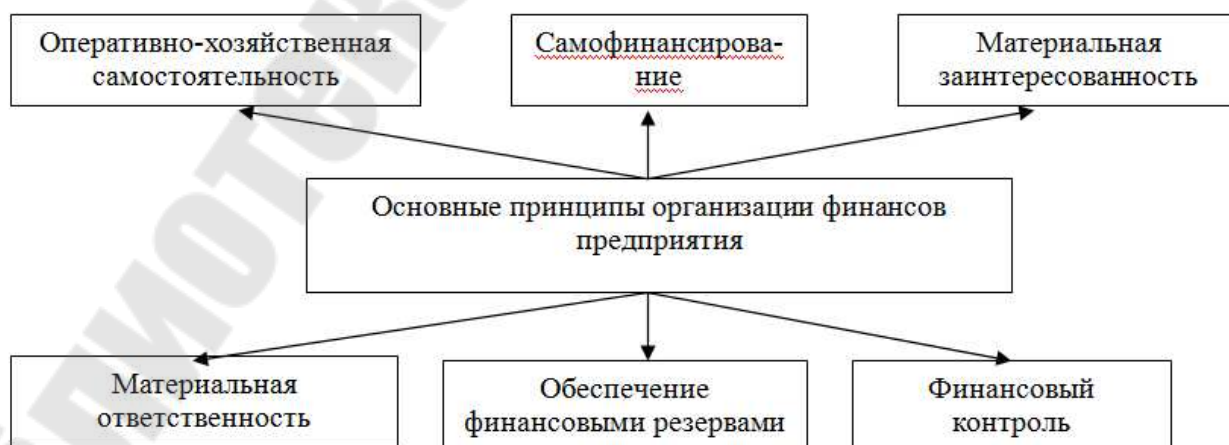 Оперативно-хозяйственная
самостоятельность
Самофинансирова-
ние
Материальная
заинтересованность
Основные принципы организации финансов
предприятия
Материальная
ответственность
Обеспечение
финансовыми резервами
Финансовый
контроль